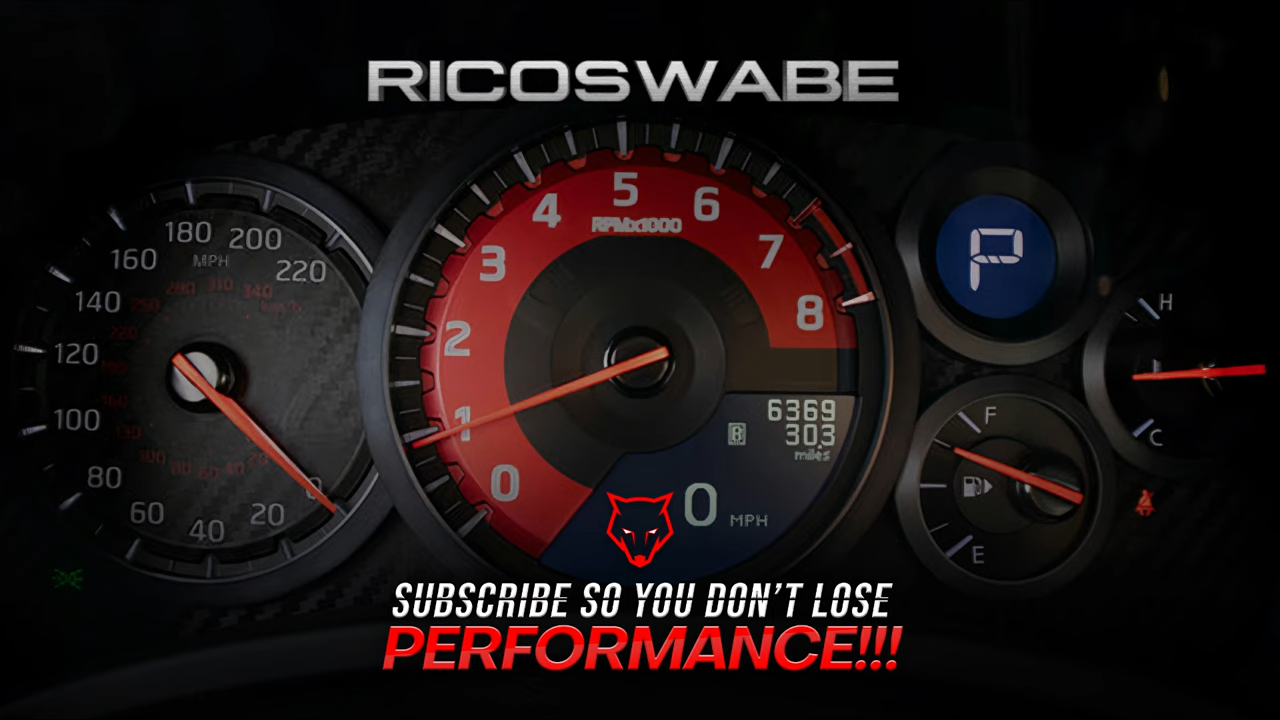 RICOSWABE
180
200
160
MPH
220
140
120
100
80
60
40
20
0
5
4
6
RPMx1000
3
7
2
8
1
0
P
H
C
F
E
6369
B
303
miles
0 MPH
SUBSCRIBE SO YOU DON'T LOSE
PERFORMANCE!!!